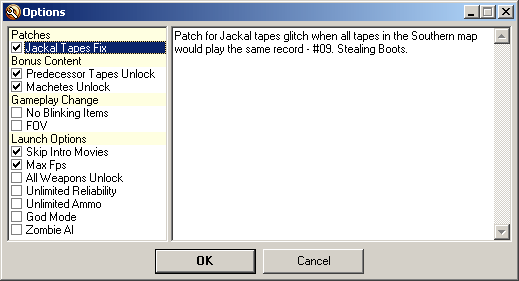 Options
Patches
Jackal Tapes Fix
Bonus Content
Predecessor Tapes Unlock
Machetes Unlock
Gameplay Change
No Blinking Items
FOV
Launch Options
Skip Intro Movies
Max Fps
All Weapons Unlock
Unlimited Reliability
Unlimited Ammo
God Mode
Zombie AI
Patch for Jackal tapes glitch when all tapes in the Southern map
would play the same record - #09. Stealing Boots.
OK
Cancel